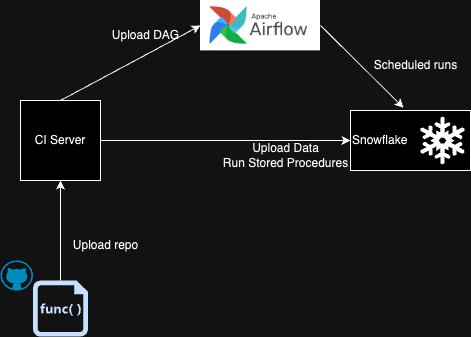 Upload DAG
Apache
Airflow
Scheduled runs
CI Server
Upload Data
Run Stored Procedures
Snowflake
Upload repo
func( )